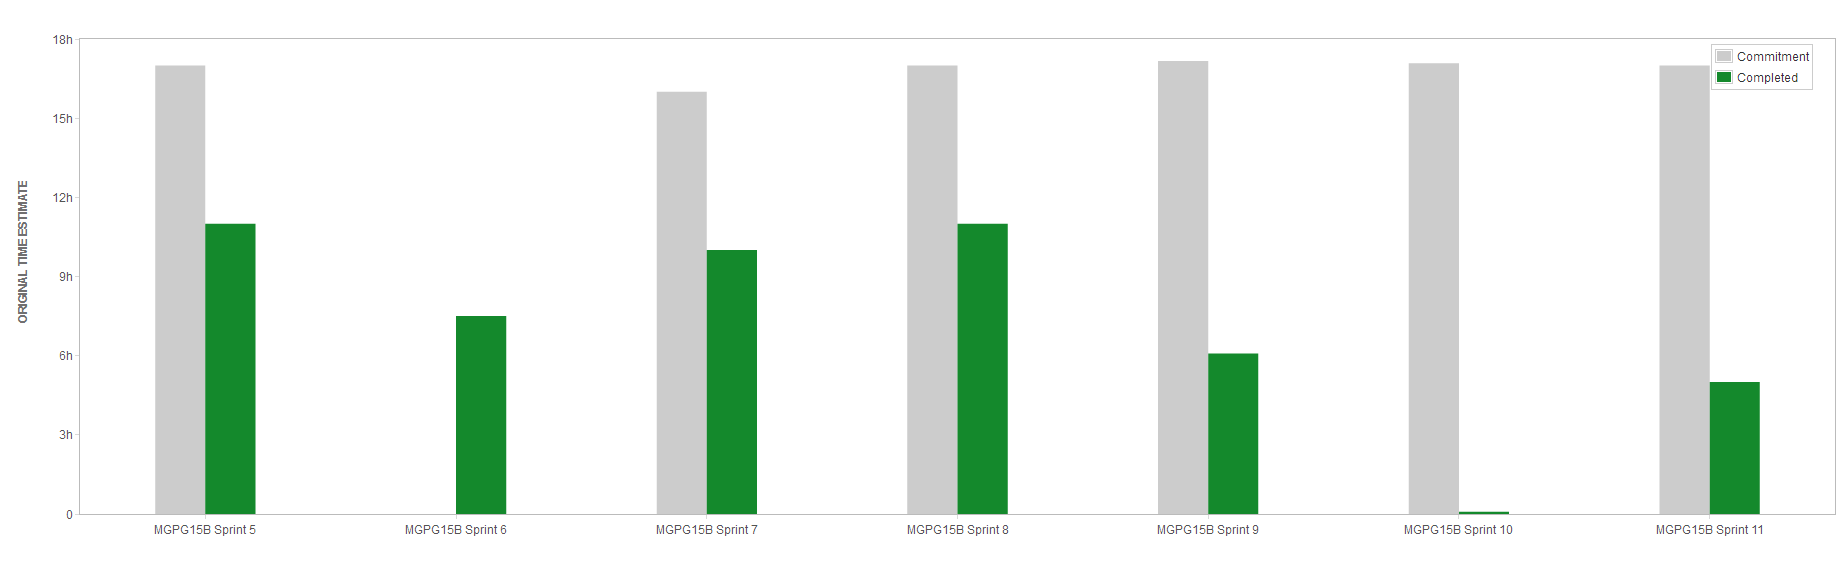 18h
15h
12h
9h
6h
3h
0
ORIGINAL TIME ESTIMATE
Commitment
Completed
MGPG15B Sprint 5
MGPG15B Sprint 6
MGPG15B Sprint 7
MGPG15B Sprint 8
MGPG15B Sprint 9
MGPG15B Sprint 10
MGPG15B Sprint 11